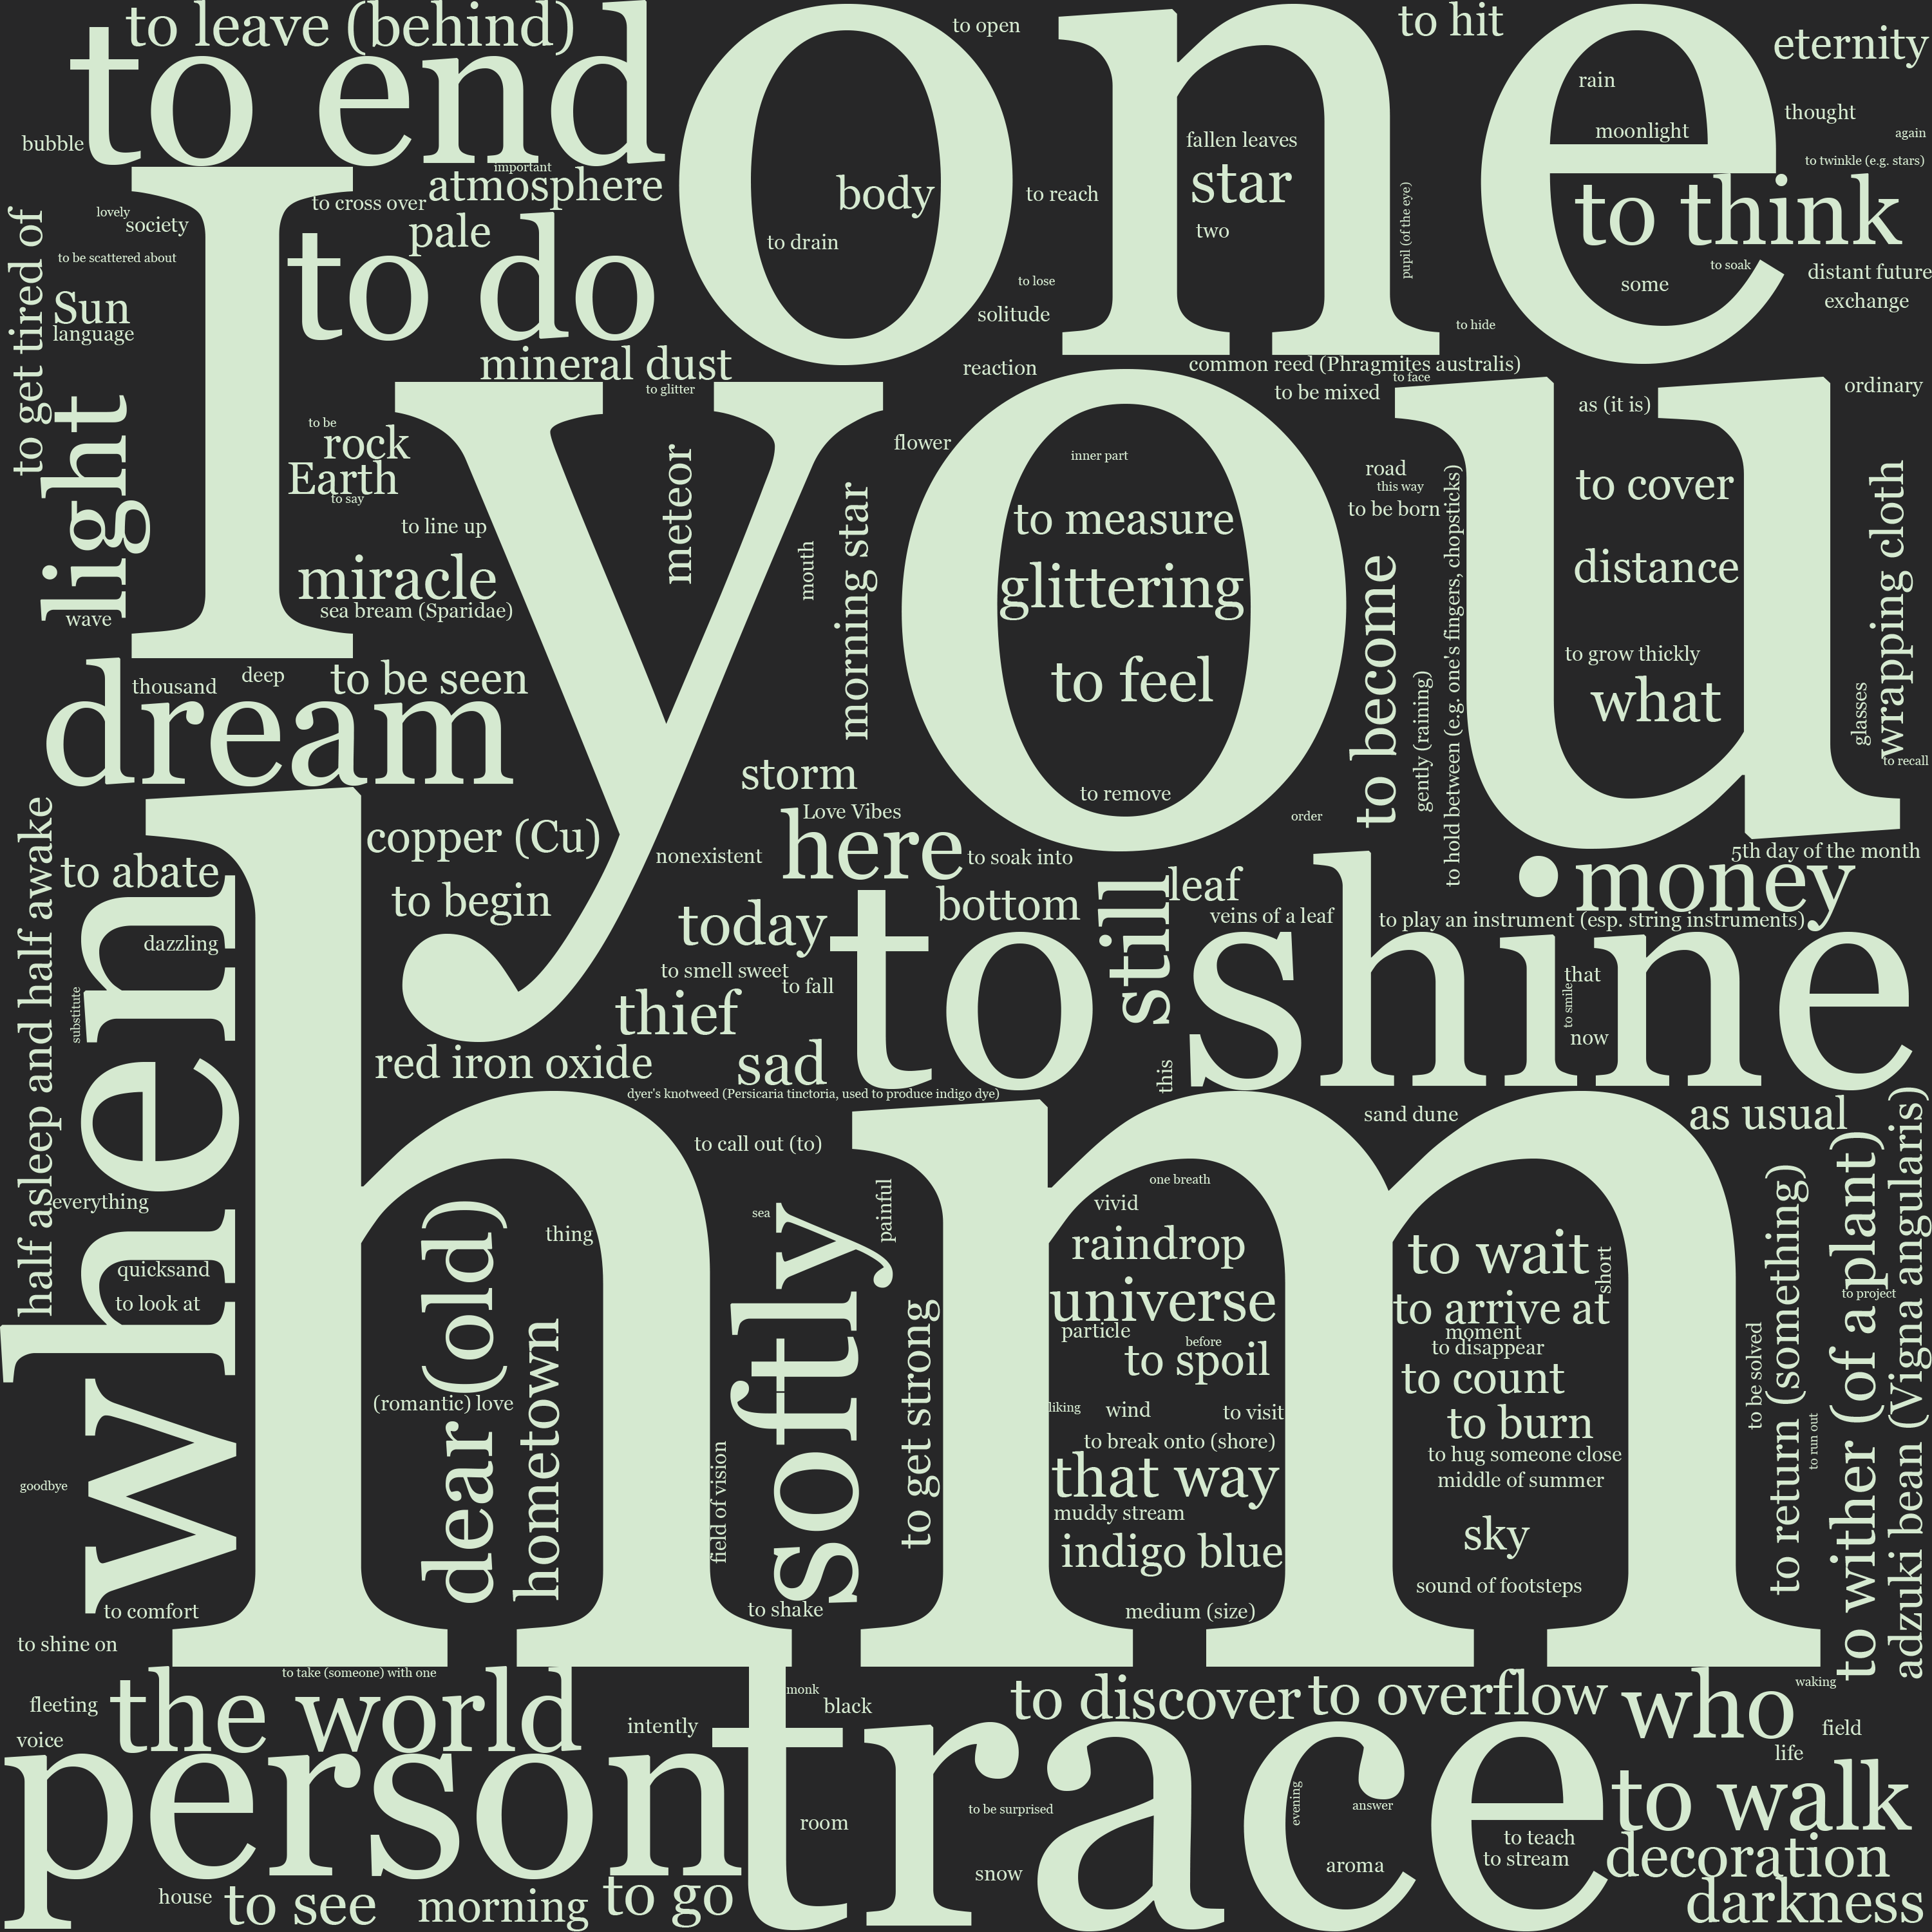 to leave (behind)
to end
one
to open
to hit
eternity
rain
moonlight
thought
again
to twinkle (e.g. stars)
bubble
important
atmosphere
to cross over
pale
lovely
society
to be scattered about
to get tired of
Sun
language
light
wave
I
to do
body
to drain
to reach
to lose
solitude
fallen leaves
star
two
pupil (of the eye)
to hide
to think
to soak
some
distant future
exchange
mineral dust
to glitter
reaction
common reed (Phragmites australis)
to be mixed
to face
as (it is)
ordinary
you
to be
rock
Earth
to say
to line up
miracle
sea bream (Sparidae)
meteor
mouth
morning star
flower
inner part
to measure
glittering
to feel
to remove
order
road
this way
to be born
to become
gently (raining)
to hold between (e.g. one's fingers, chopsticks)
to cover
distance
to grow thickly
what
glasses
wrapping cloth
to recall
thousand
deep
to be seen
dream
storm
Love Vibes
here
nonexistent
to soak into
copper (Cu)
to begin
half asleep and half awake
to abate
when
dazzling
substitute
everything
quicksand
to look at
goodbye
to comfort
to shine on
hm
today
bottom
still
leaf
veins of a leaf
5th day of the month
money
to play an instrument (esp. string instruments)
to smell sweet
to fall
thief
sad
red iron oxide
dyer's knotweed (Persicaria tinctoria, used to produce indigo dye)
to shine
this
that
to smile
now
sand dune
as usual
to call out (to)
thing
dear (old)
(romantic) love
hometown
field of vision
sea
painful
softly
to get strong
to shake
one breath
vivid
raindrop
universe
particle
before
to spoil
liking
wind
to visit
to break onto (shore)
that way
muddy stream
indigo blue
medium (size)
to wait
short
to arrive at
moment
to disappear
to count
to burn
to hug someone close
middle of summer
sky
sound of footsteps
to be solved
to return (something)
to run out
to project
to wither (of a plant)
adzuki bean (Vigna angularis)
to take (someone) with one
fleeting
the world
voice
intently
monk
black
to discover
to overflow
who
waking
field
life
person
trace
room
to be surprised
snow
evening
answer
aroma
to teach
to stream
to walk
decoration
darkness
house
to see
morning
to go